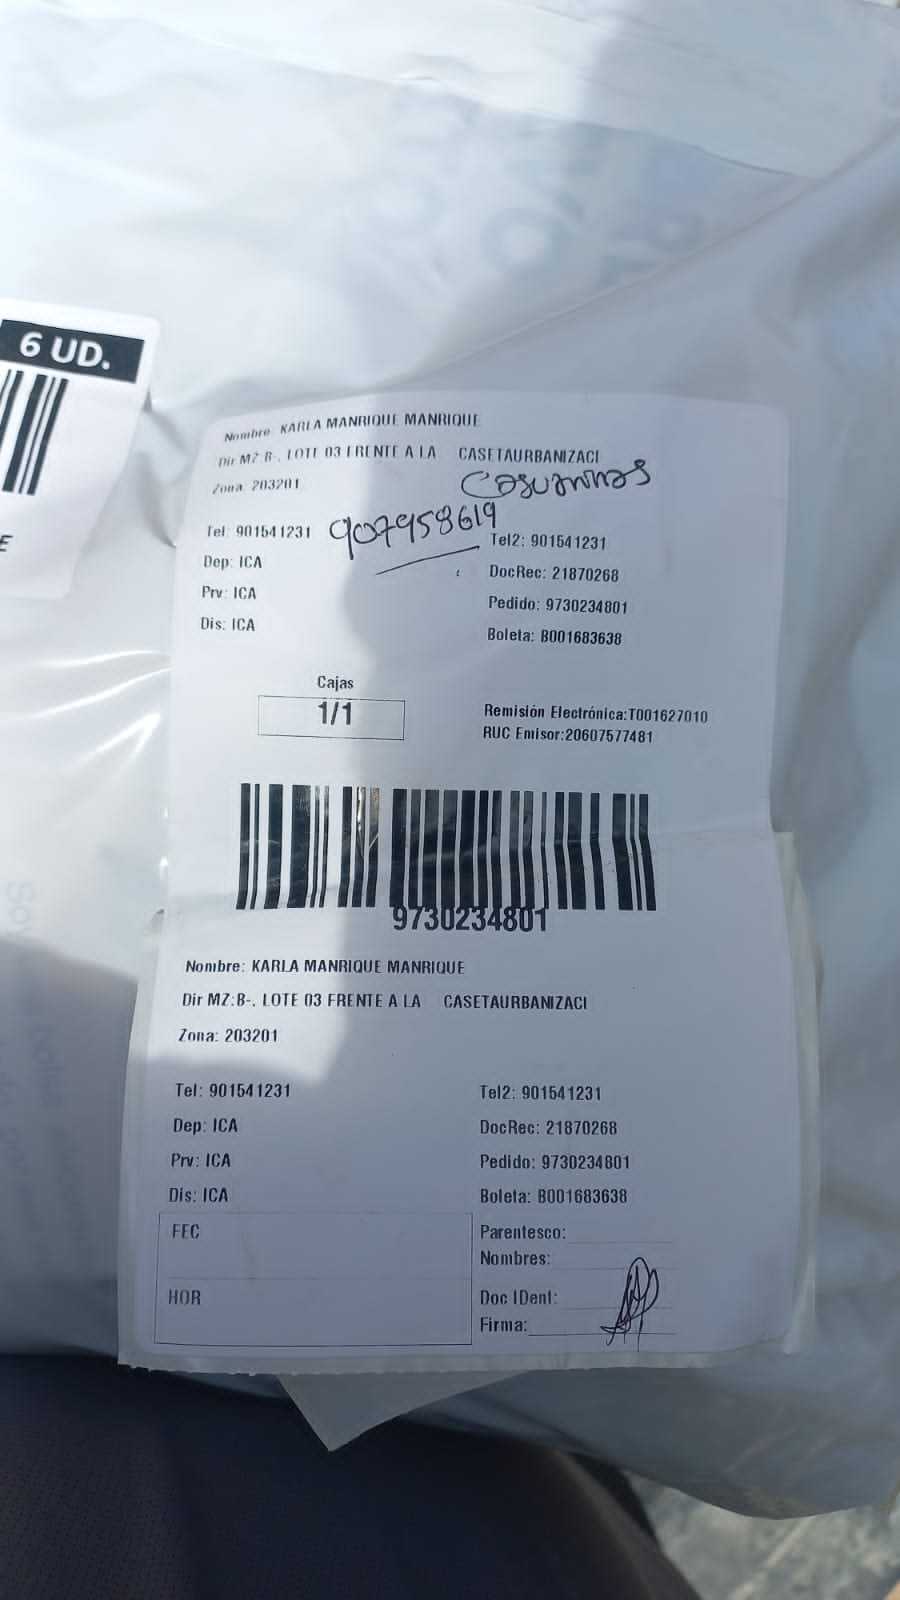 6 UD.
E
Nombre: KARLA MANRIQUE MANRIQUE
Dir MZ:B-. LOTE 03 FRENTE A LA CASETAURBANIZACI
Zona: 203201
Casuarinas
Tel: 901541231
907958619
Tel2: 901541231
Dep: ICA
DocRec: 21870268
Prv: ICA
Pedido: 9730234801
Dis: ICA
Boleta: B001683638
Cajas
1/1
Remisión Electrónica:T001627010
RUC Emisor:20607577481
9730234801
Nombre: KARLA MANRIQUE MANRIQUE
Dir MZ:B-. LOTE 03 FRENTE A LA CASETAURBANIZACI
Zona: 203201
Tel: 901541231
Tel2: 901541231
Dep: ICA
DocRec: 21870268
Prv: ICA
Pedido: 9730234801
Dis: ICA
Boleta: B001683638
FEC
Parentesco:
Nombres:
HOR
Doc IDent:
Firma: